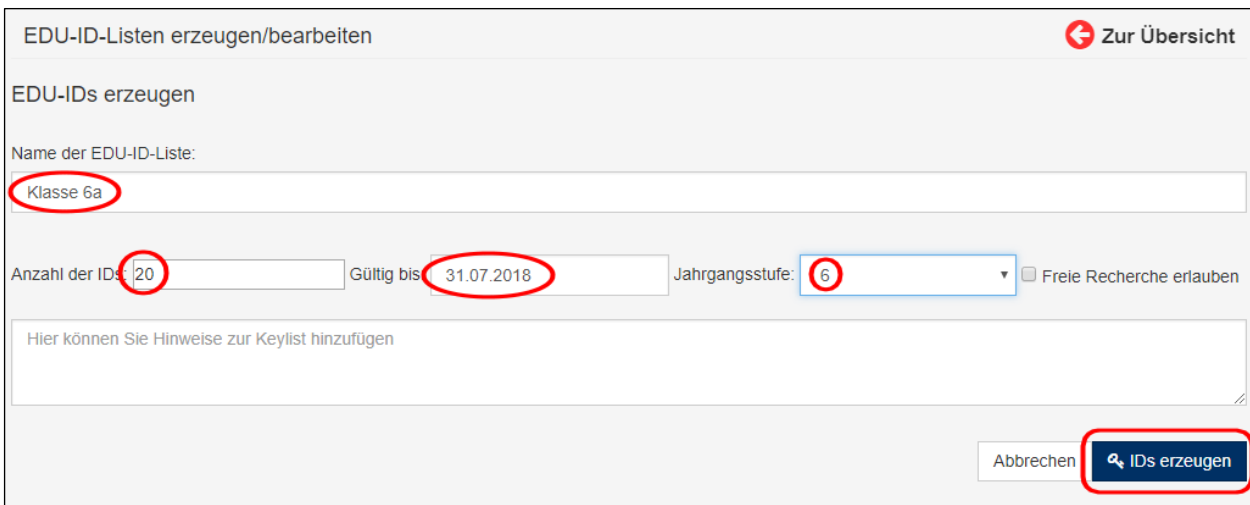 EDU-ID-Listen erzeugen/bearbeiten Zur Übersicht
EDU-IDs erzeugen
Name der EDU-ID-Liste:
Klasse 6a
Anzahl der IDs: 20 Gültig bis 31.07.2018 Jahrgangsstufe: 6 Freie Recherche erlauben
Hier können Sie Hinweise zur Keylist hinzufügen
Abbrechen IDs erzeugen